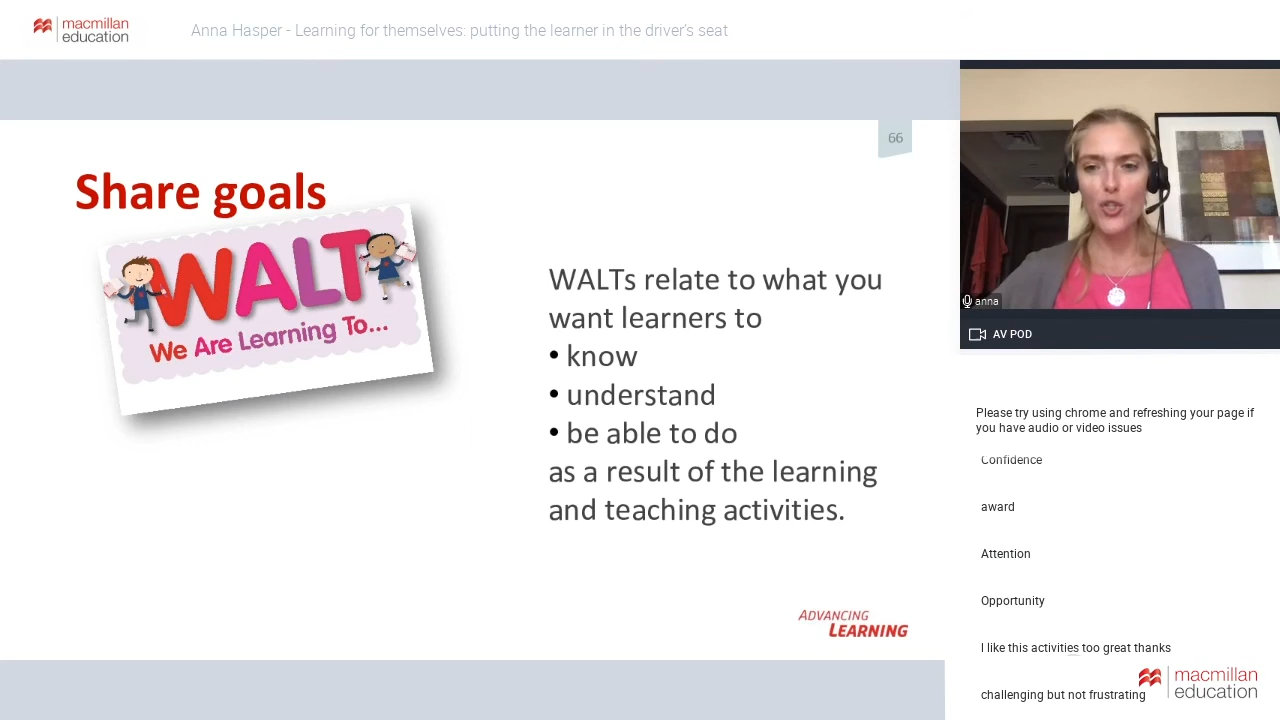 macmillan
education
Anna Hasper - Learning for themselves: putting the learner in the driver's seat
66
Share goals
WALT
We Are Learning To...
WALTs relate to what you
want learners to
• know
• understand
• be able to do
as a result of the learning
and teaching activities.
ADVANCING
LEARNING
anna
AV POD
Please try using chrome and refreshing your page if
you have audio or video issues
Confidence
award
Attention
Opportunity
I like this activities too great thanks
challenging but not frustrating
macmillan
education